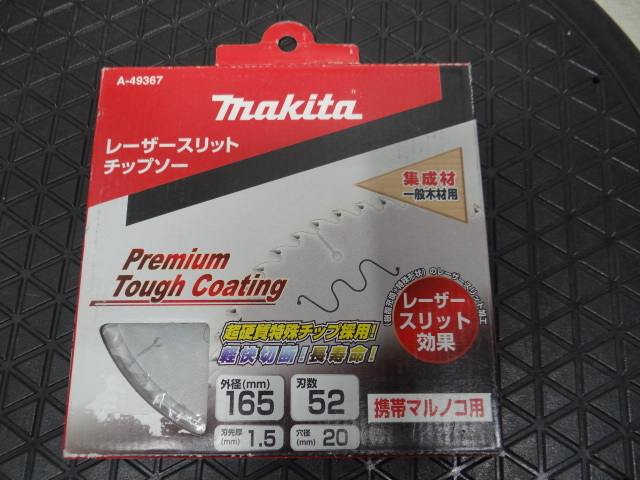 A-49367
makita
レーザースリット
チップソー
集成材
一般木材用
Premium
Tough Coating
レーザー
スリット
効果
超硬質特殊チップ採用!
軽快切断!長寿命!
外径(mm)
165
刃数
52
刃先厚
(mm) 1.5
穴径
(mm) 20
携帯マルノコ用